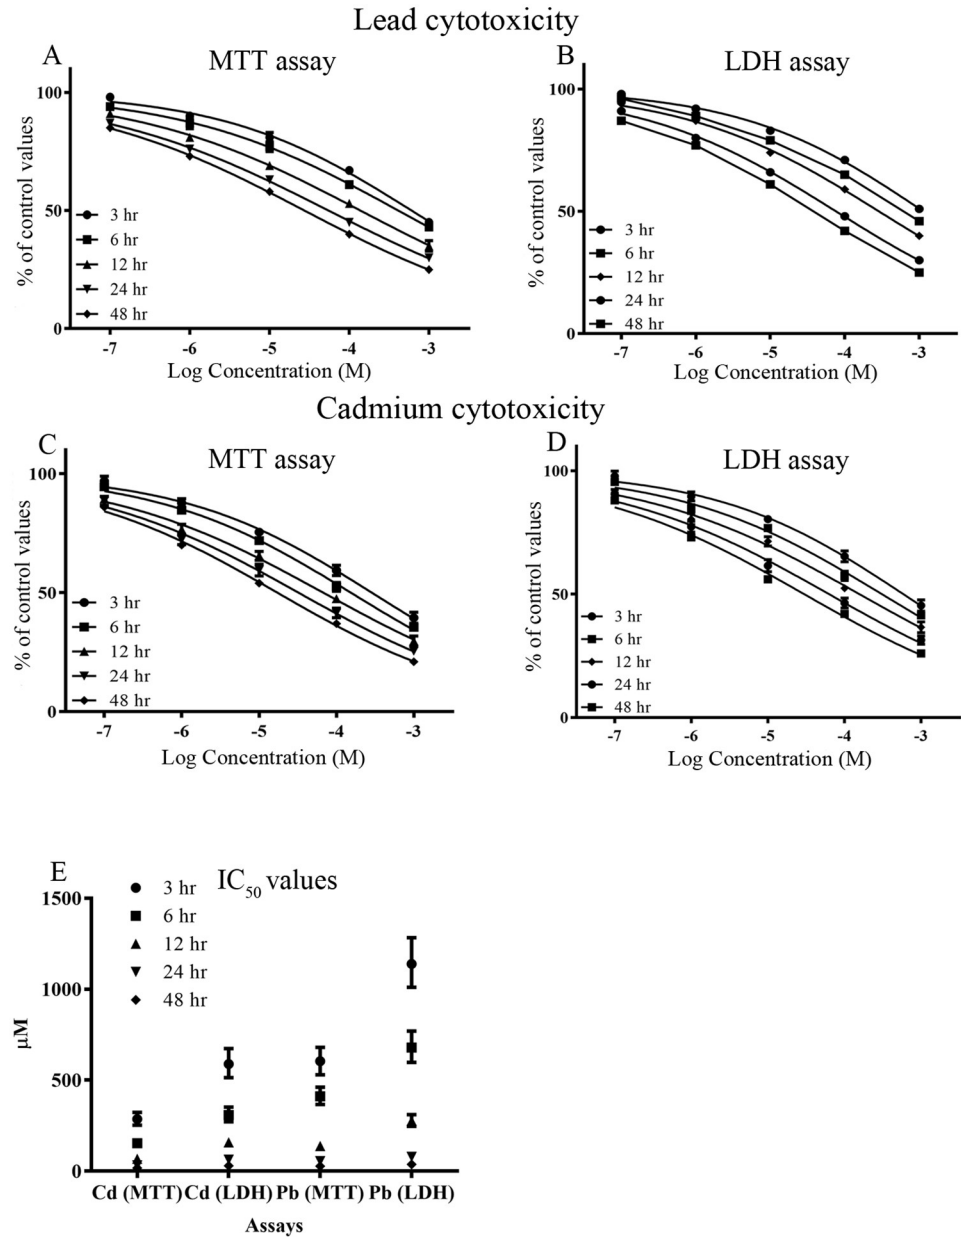 Lead cytotoxicity
A
MTT assay
% of control values
100
50
0
3 hr
6 hr
12 hr
24 hr
48 hr
-7 -6 -5 -4 -3
Log Concentration (M)
B
LDH assay
% of control values
100
50
0
3 hr
6 hr
12 hr
24 hr
48 hr
-7 -6 -5 -4 -3
Log Concentration (M)
Cadmium cytotoxicity
C
MTT assay
% of control values
100
50
0
3 hr
6 hr
12 hr
24 hr
48 hr
-7 -6 -5 -4 -3
Log Concentration (M)
D
LDH assay
% of control values
100
50
0
3 hr
6 hr
12 hr
24 hr
48 hr
-7 -6 -5 -4 -3
Log Concentration (M)
E
IC50 values
3 hr
6 hr
12 hr
24 hr
48 hr
μM
1500
1000
500
0
Cd (MTT) Cd (LDH) Pb (MTT) Pb (LDH)
Assays